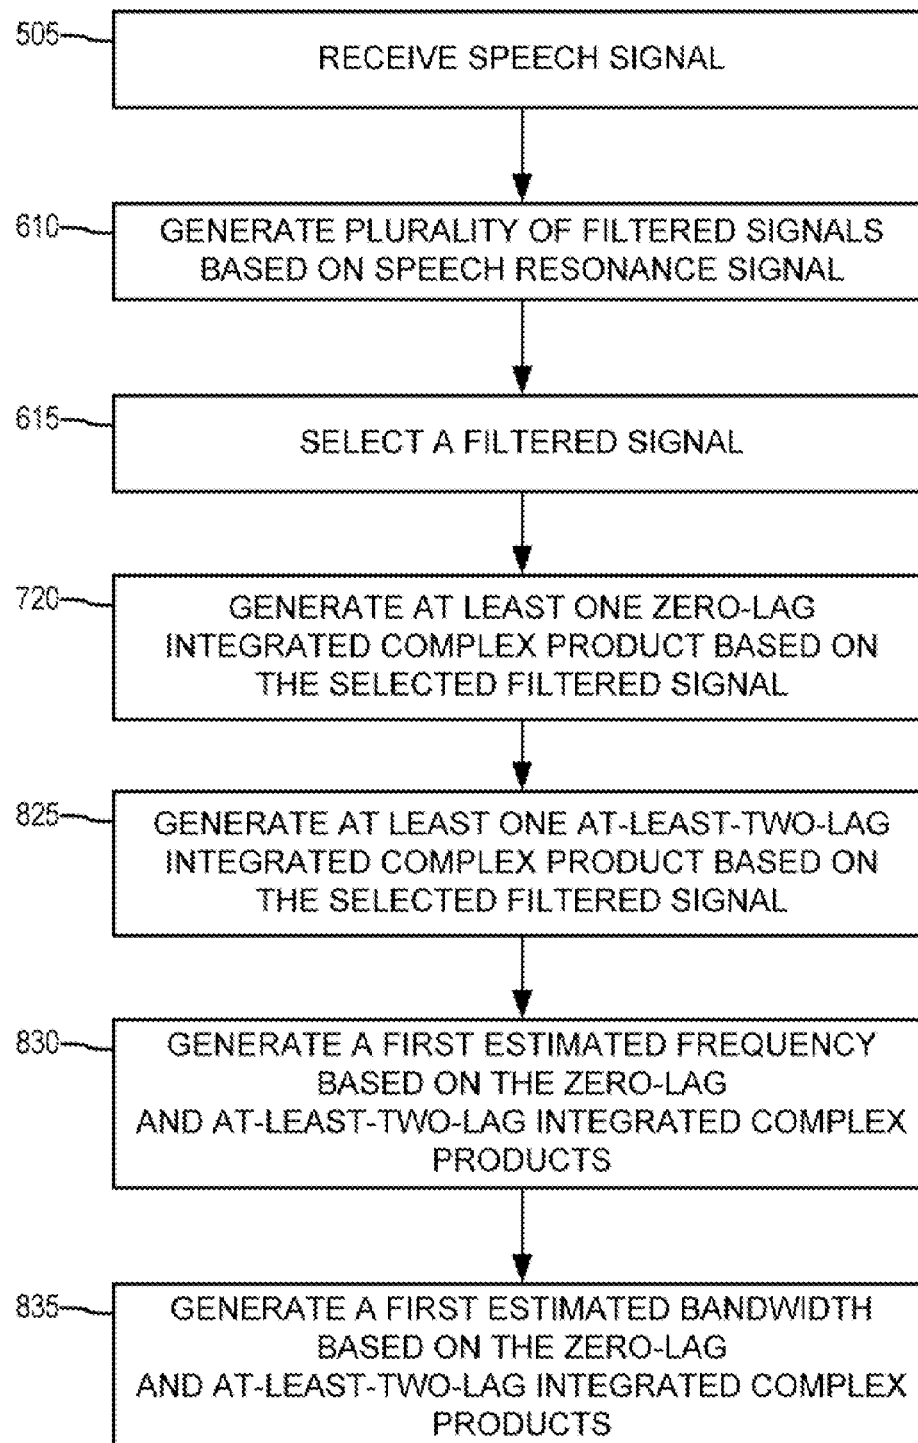 505
RECEIVE SPEECH SIGNAL
610
GENERATE PLURALITY OF FILTERED SIGNALS
BASED ON SPEECH RESONANCE SIGNAL
615
SELECT A FILTERED SIGNAL
720
GENERATE AT LEAST ONE ZERO-LAG
INTEGRATED COMPLEX PRODUCT BASED ON
THE SELECTED FILTERED SIGNAL
825
GENERATE AT LEAST ONE AT-LEAST-TWO-LAG
INTEGRATED COMPLEX PRODUCT BASED ON
THE SELECTED FILTERED SIGNAL
830
GENERATE A FIRST ESTIMATED FREQUENCY
BASED ON THE ZERO-LAG
AND AT-LEAST-TWO-LAG INTEGRATED COMPLEX
PRODUCTS
835
GENERATE A FIRST ESTIMATED BANDWIDTH
BASED ON THE ZERO-LAG
AND AT-LEAST-TWO-LAG INTEGRATED COMPLEX
PRODUCTS